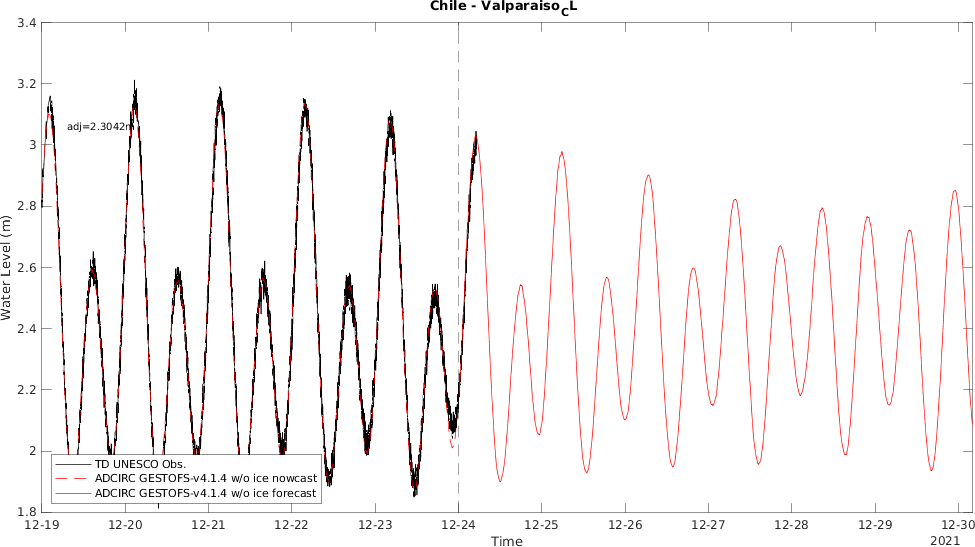 Chile - Valparaiso_CL
3.4
3.2
3
2.8
2.6
2.4
2.2
2
1.8
Water Level (m)
adj=2.3042m
TD UNESCO Obs.
ADCIRC GESTOFS-v4.1.4 w/o ice nowcast
ADCIRC GESTOFS-v4.1.4 w/o ice forecast
12-19 12-20 12-21 12-22 12-23 12-24 12-25 12-26 12-27 12-28 12-29 12-30
Time
2021